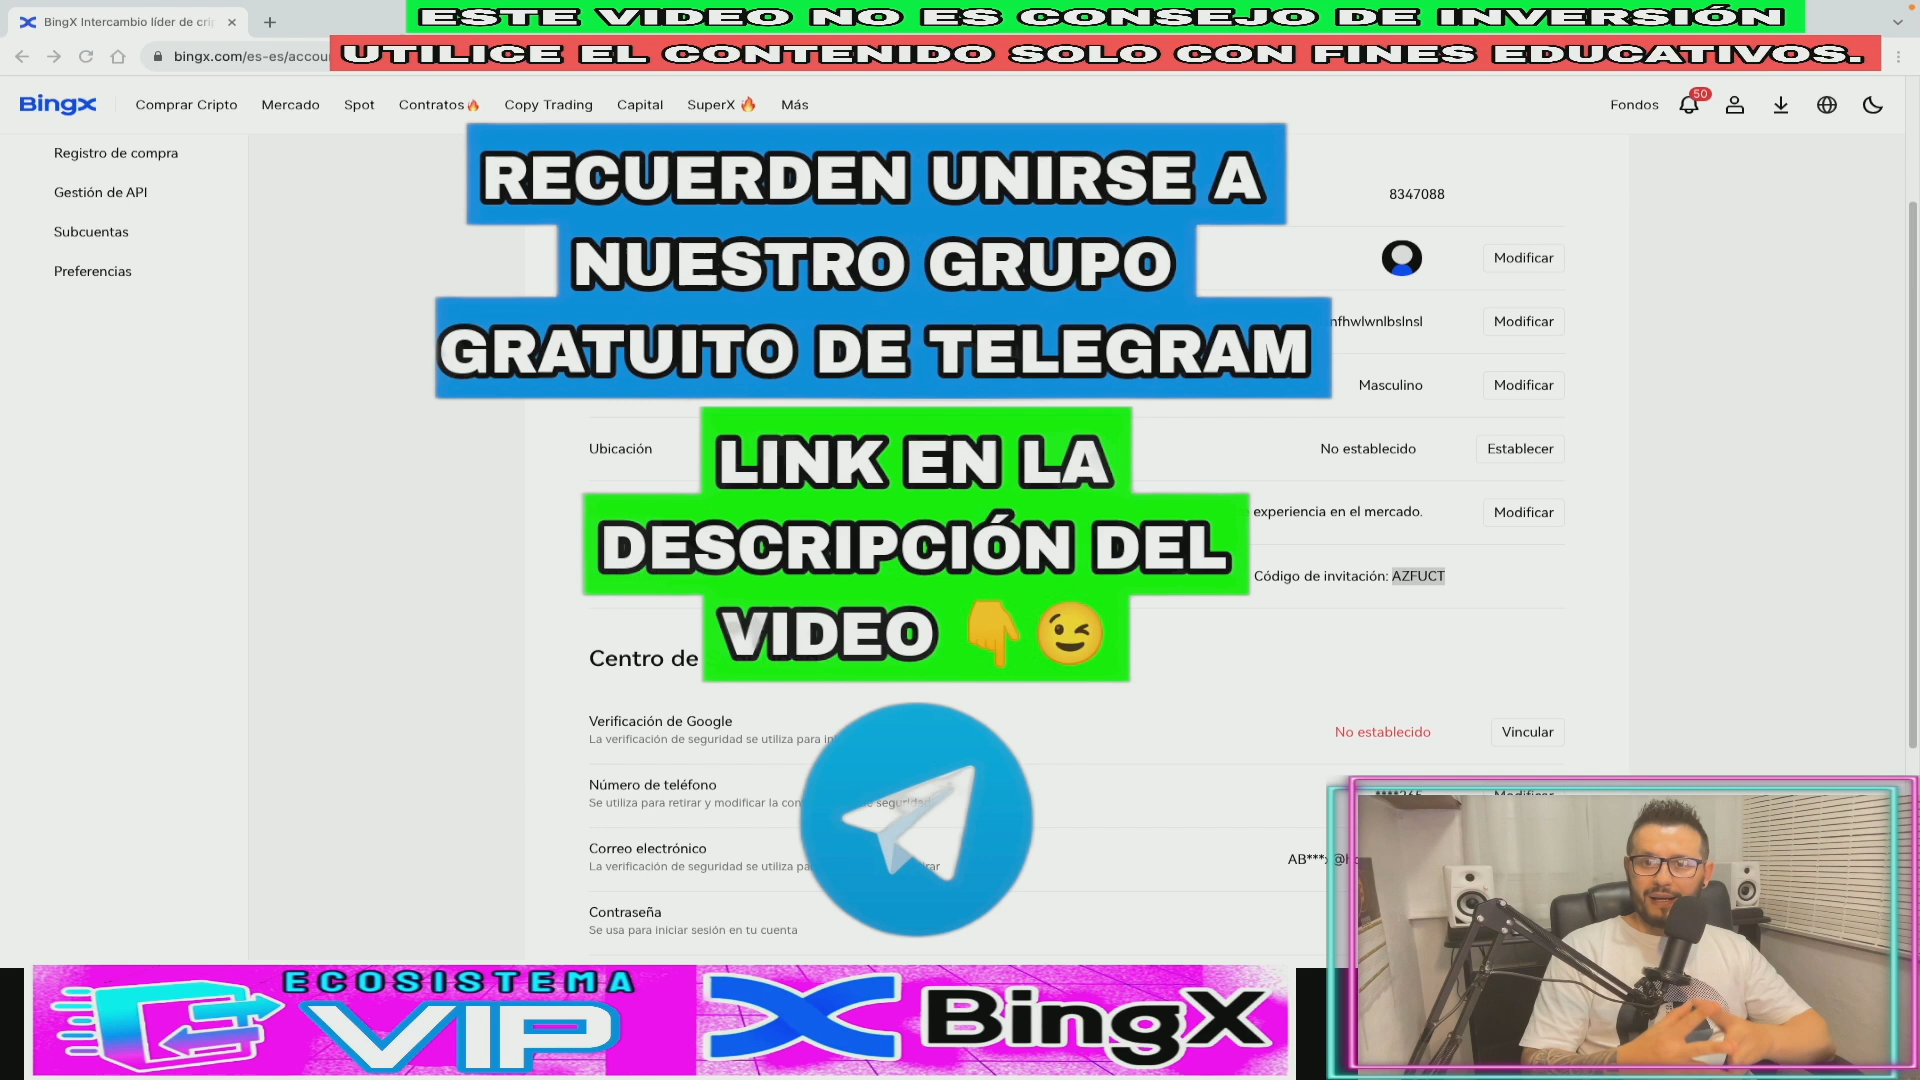 BingX Intercambio líder de crip
ESTE VIDEO NO ES CONSEJO DE INVERSIÓN
bingx.com/es-es/accou
UTILICE EL CONTENIDO SOLO CON FINES EDUCATIVOS.
BingX
Comprar Cripto Mercado Spot Contratos🔥 Copy Trading Capital SuperX 🔥 Más
Fondos 50
Registro de compra
Gestión de API
Subcuentas
Preferencias
RECUERDEN UNIRSE A
NUESTRO GRUPO
GRATUITO DE TELEGRAM
LINK EN LA
DESCRIPCIÓN DEL
VIDEO 👇😉
8347088
Modificar
nfhwlwnlbslnsl Modificar
Masculino Modificar
Ubicación No establecido Establecer
experiencia en el mercado. Modificar
Código de invitación: AZFUCT
Centro de
Verificación de Google
La verificación de seguridad se utiliza para
No establecido Vincular
Número de teléfono
Se utiliza para retirar y modificar la
Correo electrónico
La verificación de seguridad se utiliza
AB***
Contraseña
Se usa para iniciar sesión en tu cuenta
ECOSISTEMA
VIP
BingX